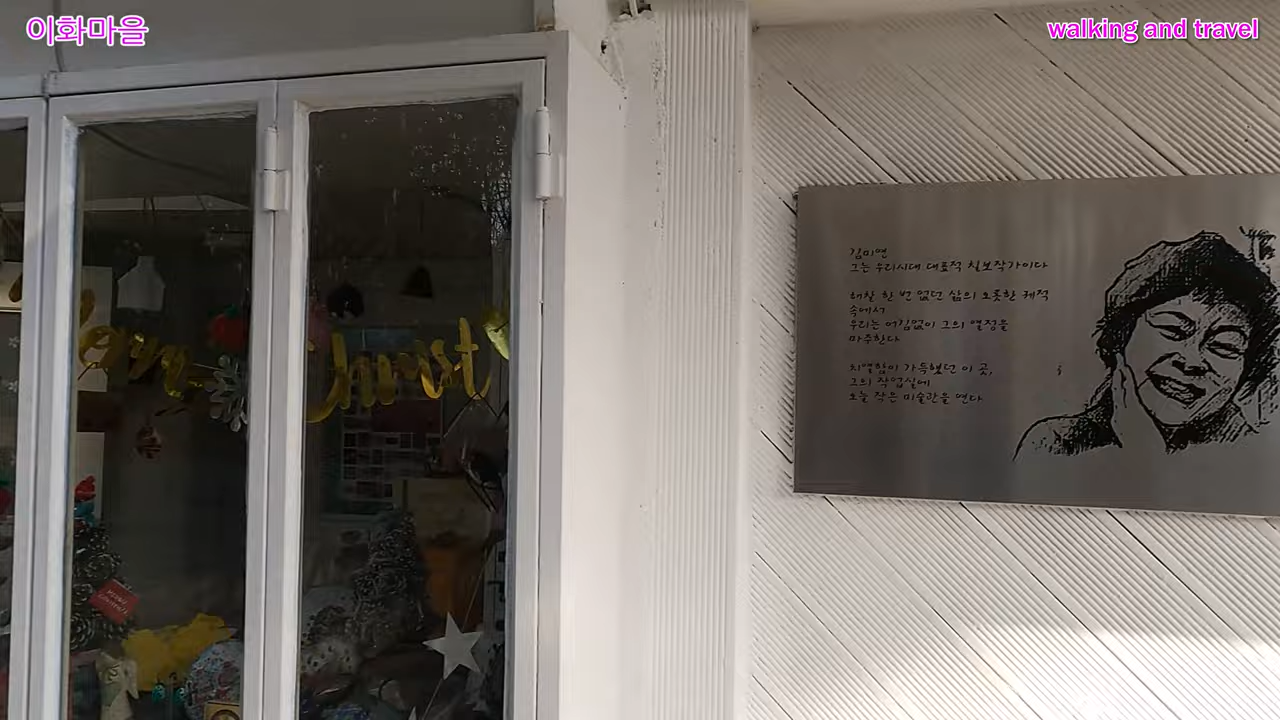 이화마을
walking and travel
김미연
그는 우리시대 대표적 칠보작가이다
해찰 한 번 없던 삶의 오롯한 궤적
속에서
우리는 어김없이 그의 열정을
마주한다
치열함이 가득했던 이 곳,
그의 작업실에
오늘 작은 미술관을 연다